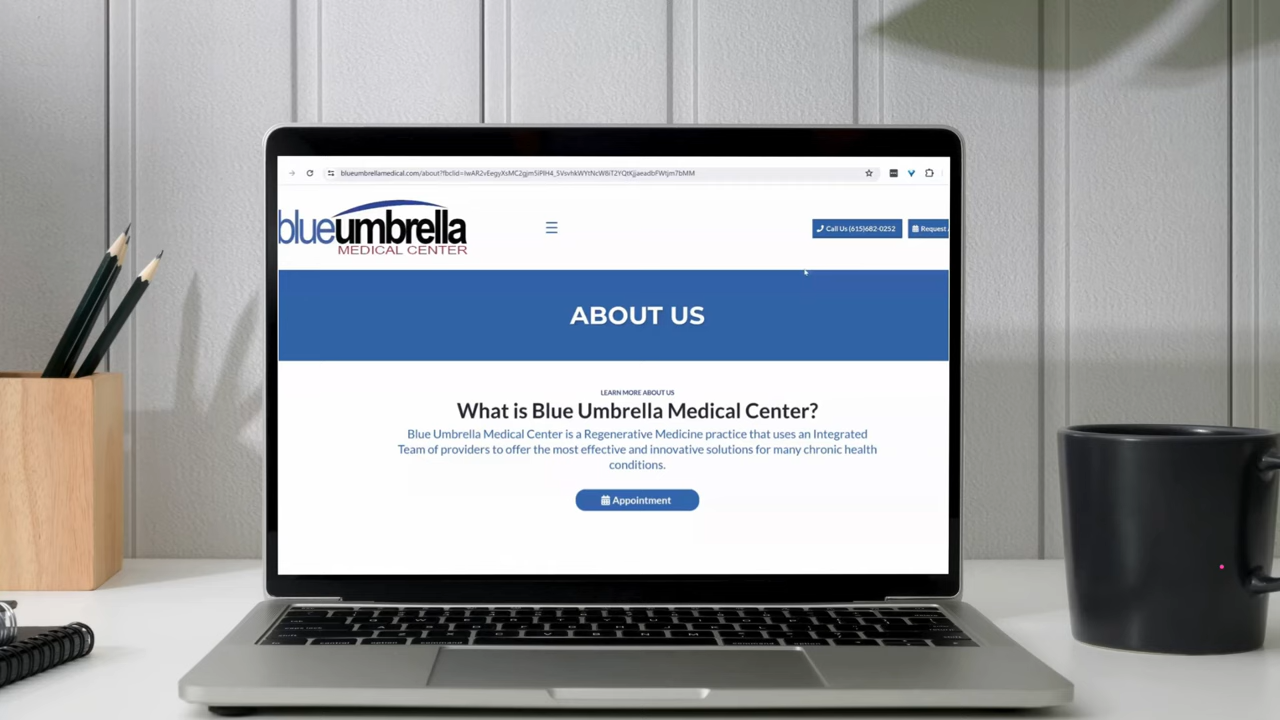 blueumbrellamedical.com/about?fbclid=
blueumbrella
MEDICAL CENTER
Call Us (615)682-0252
Request
ABOUT US
LEARN MORE ABOUT US
What is Blue Umbrella Medical Center?
Blue Umbrella Medical Center is a Regenerative Medicine practice that uses an Integrated
Team of providers to offer the most effective and innovative solutions for many chronic health
conditions.
Appointment